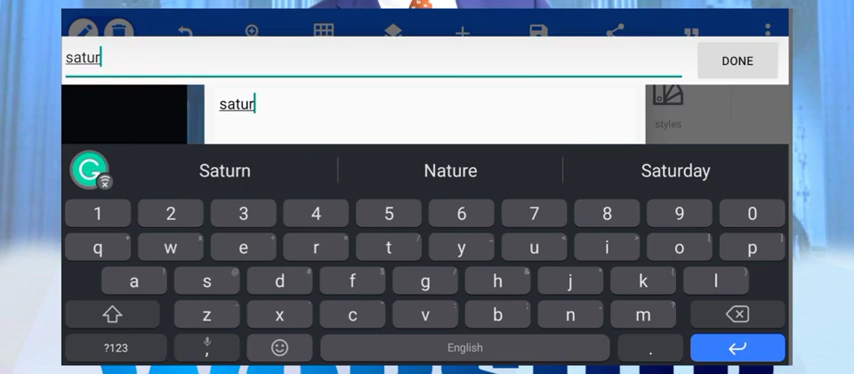 satur
DONE
satur
styles
Saturn Nature Saturday
1 2 3 4 5 6 7 8 9 0
q w e r t y u i o p
a s d f g h j k l
z x c v b n m
?123 , English .